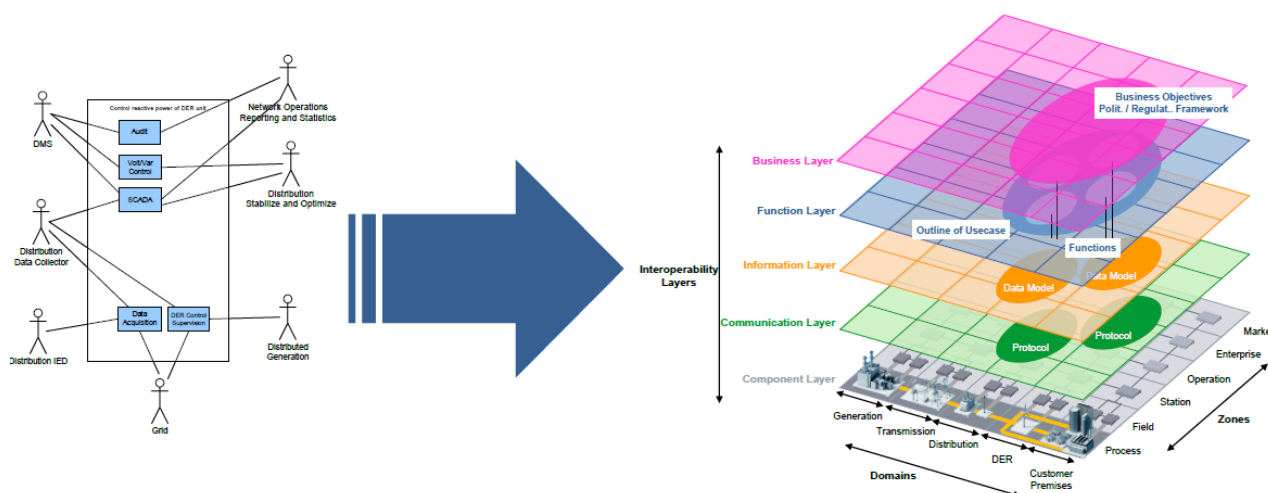 Control reactive power of DER unit
Audit
Volt/Var
Control
SCADA
Data
Acquisition
DER Control
Supervision
DMS
Network Operations
Reporting and Statistics
Distribution
Stabilize and Optimize
Distribution
Data Collector
Distribution IED
Distributed
Generation
Grid
Business Objectives
Polit. / Regulat.. Framework
Business Layer
Function Layer
Outline of Usecase
Functions
Interoperability
Layers
Information Layer
Data Model
Data Model
Communication Layer
Protocol
Protocol
Component Layer
Generation
Transmission
Distribution
DER
Customer
Premises
Domains
Marke
Enterprise
Operation
Station
Field
Process
Zones